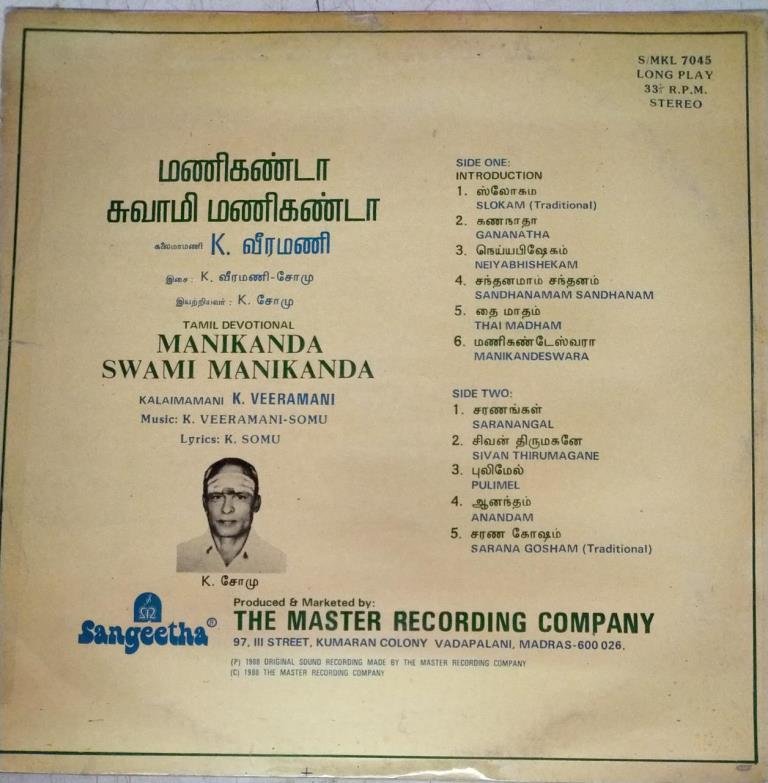 S/MKL 7045
LONG PLAY
33⅓ R.P.M.
STEREO
மணிகண்டா
சுவாமி மணிகண்டா
கலைமாமணி K. வீரமணி
இசை : K. வீரமணி-சோமு
இயற்றியவர் : K. சோமு
TAMIL DEVOTIONAL
MANIKANDA
SWAMI MANIKANDA
KALAIMAMANI K. VEERAMANI
Music: K. VEERAMANI-SOMU
Lyrics: K. SOMU
K. சோமு
SIDE ONE:
INTRODUCTION
1. ஸ்லோகம
SLOKAM (Traditional)
2. கணநாதா
GANANATHA
3. நெய்யபிஷேகம்
NEIYABHISHEKAM
4. சந்தனமாம் சந்தனம்
SANDHANAMAM SANDHANAM
5. தை மாதம்
THAI MADHAM
6. மணிகண்டேஸ்வரா
MANIKANDESWARA
SIDE TWO:
1. சரணங்கள்
SARANANGAL
2. சிவன் திருமகனே
SIVAN THIRUMAGANE
3. புலிமேல்
PULIMEL
4. ஆனந்தம்
ANANDAM
5. சரண கோஷம்
SARANA GOSHAM (Traditional)
Sangeetha®
Produced & Marketed by:
THE MASTER RECORDING COMPANY
97, III STREET, KUMARAN COLONY VADAPALANI, MADRAS-600 026.
(P) 1988 ORIGINAL SOUND RECORDING MADE BY THE MASTER RECORDING COMPANY
(C) 1988 THE MASTER RECORDING COMPANY